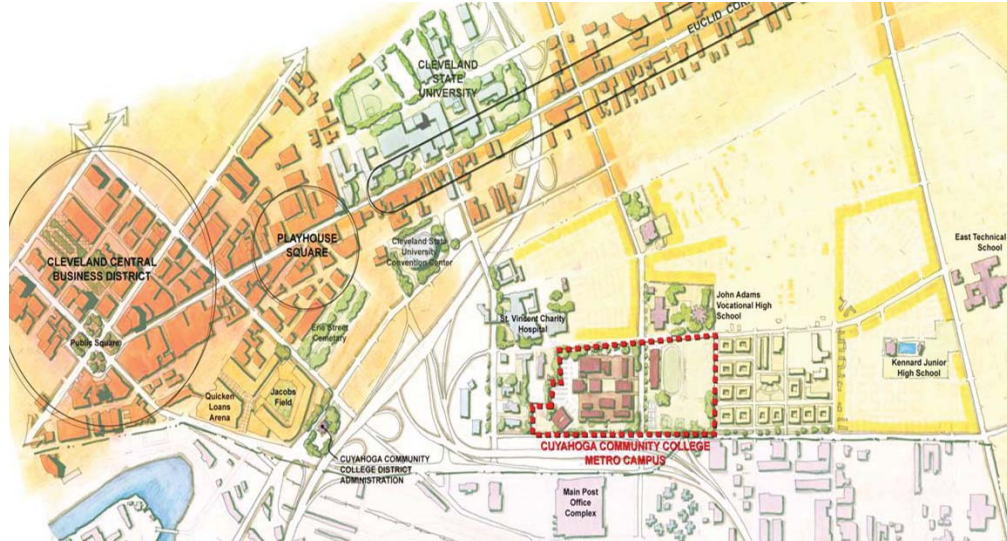 EUCLID COR
CLEVELAND
STATE
UNIVERSITY
PLAYHOUSE
SQUARE
CLEVELAND CENTRAL
BUSINESS DISTRICT
Cleveland State
University
Convention Center
East Technical
School
John Adams
Vocational High
School
St. Vincent Charity
Hospital
Erie Street
Cemetary
Public Square
Kennard Junior
High School
Quicken
Loans
Arena
Jacobs
Field
CUYAHOGA COMMUNITY COLLEGE
METRO CAMPUS
CUYAHOGA COMMUNITY
COLLEGE DISTRICT
ADMINISTRATION
Main Post
Office
Complex